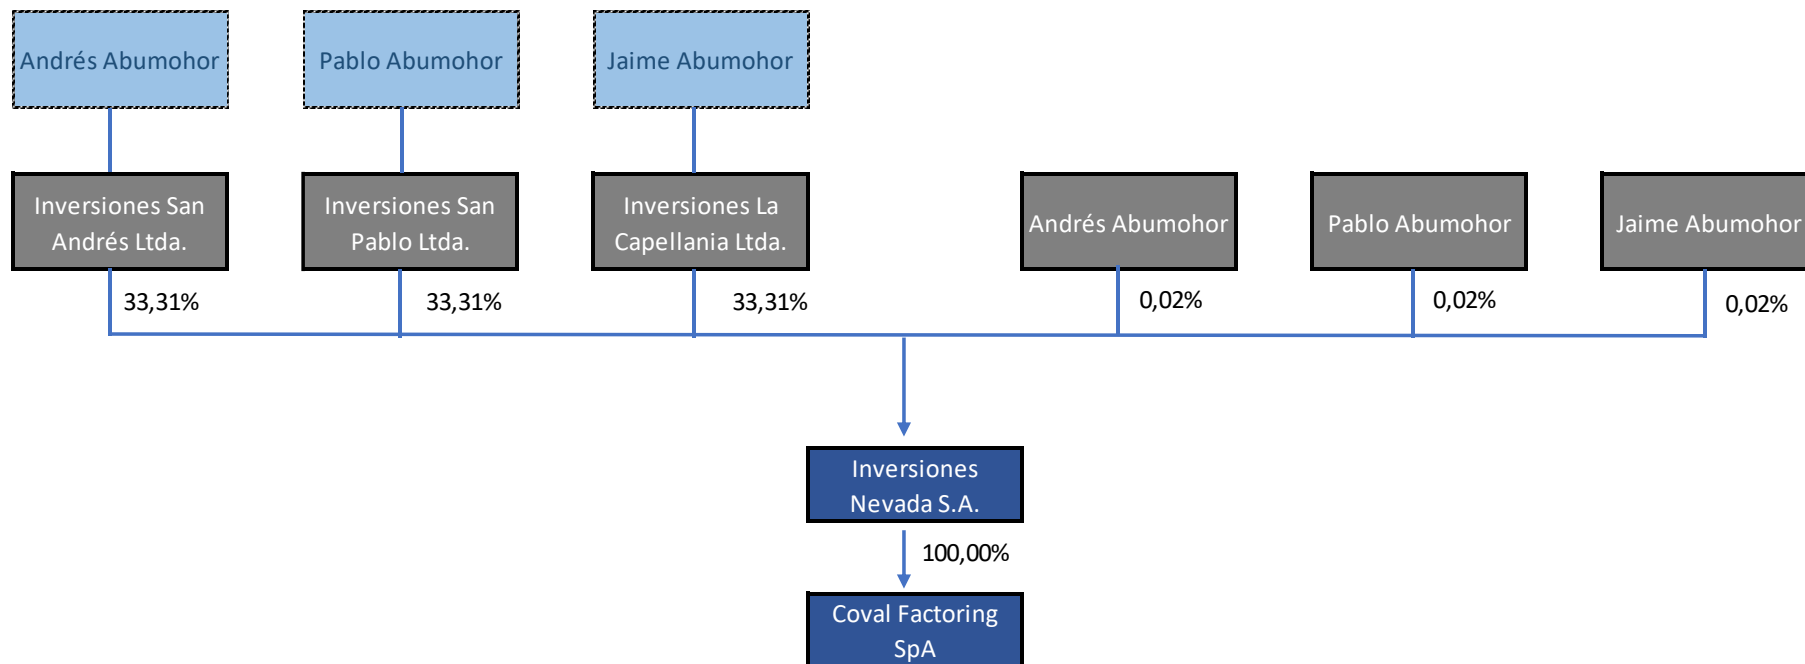 Andrés Abumohor
Pablo Abumohor
Jaime Abumohor
Inversiones San
Andrés Ltda.
Inversiones San
Pablo Ltda.
Inversiones La
Capellania Ltda.
Andrés Abumohor
Pablo Abumohor
Jaime Abumohor
33,31%
33,31%
33,31%
0,02%
0,02%
0,02%
Inversiones
Nevada S.A.
100,00%
Coval Factoring
SpA